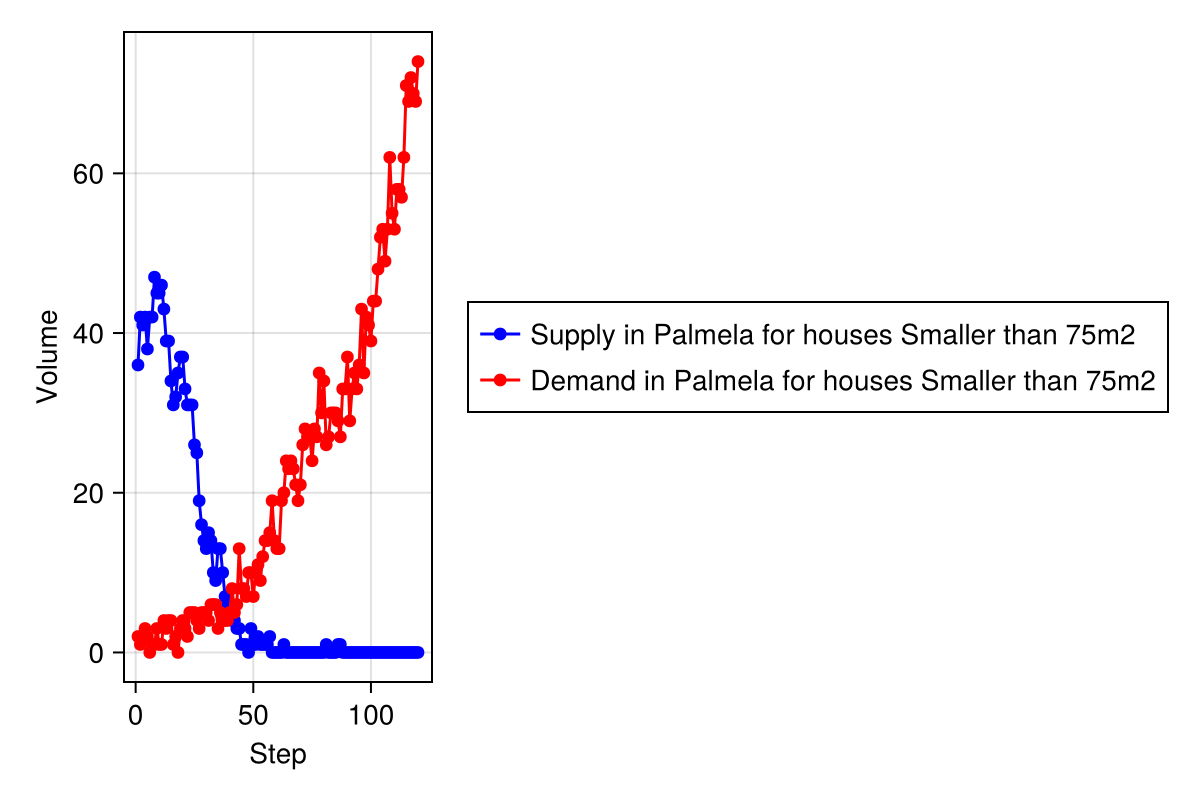 60
40
20
0
Volume
0 50 100
Step
Supply in Palmela for houses Smaller than 75m2
Demand in Palmela for houses Smaller than 75m2